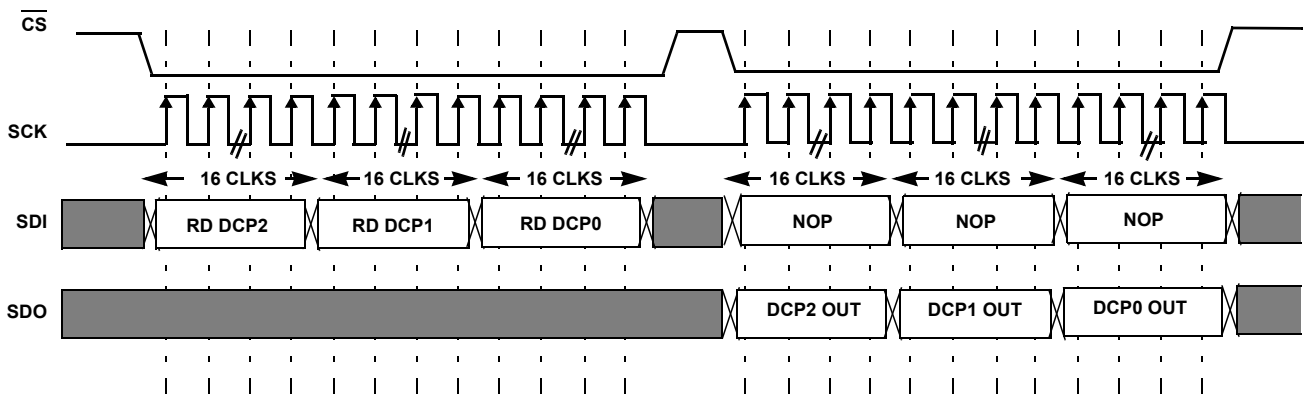 CS
SCK
16 CLKS 16 CLKS 16 CLKS 16 CLKS 16 CLKS 16 CLKS
SDI RD DCP2 RD DCP1 RD DCP0 NOP NOP NOP
SDO DCP2 OUT DCP1 OUT DCP0 OUT